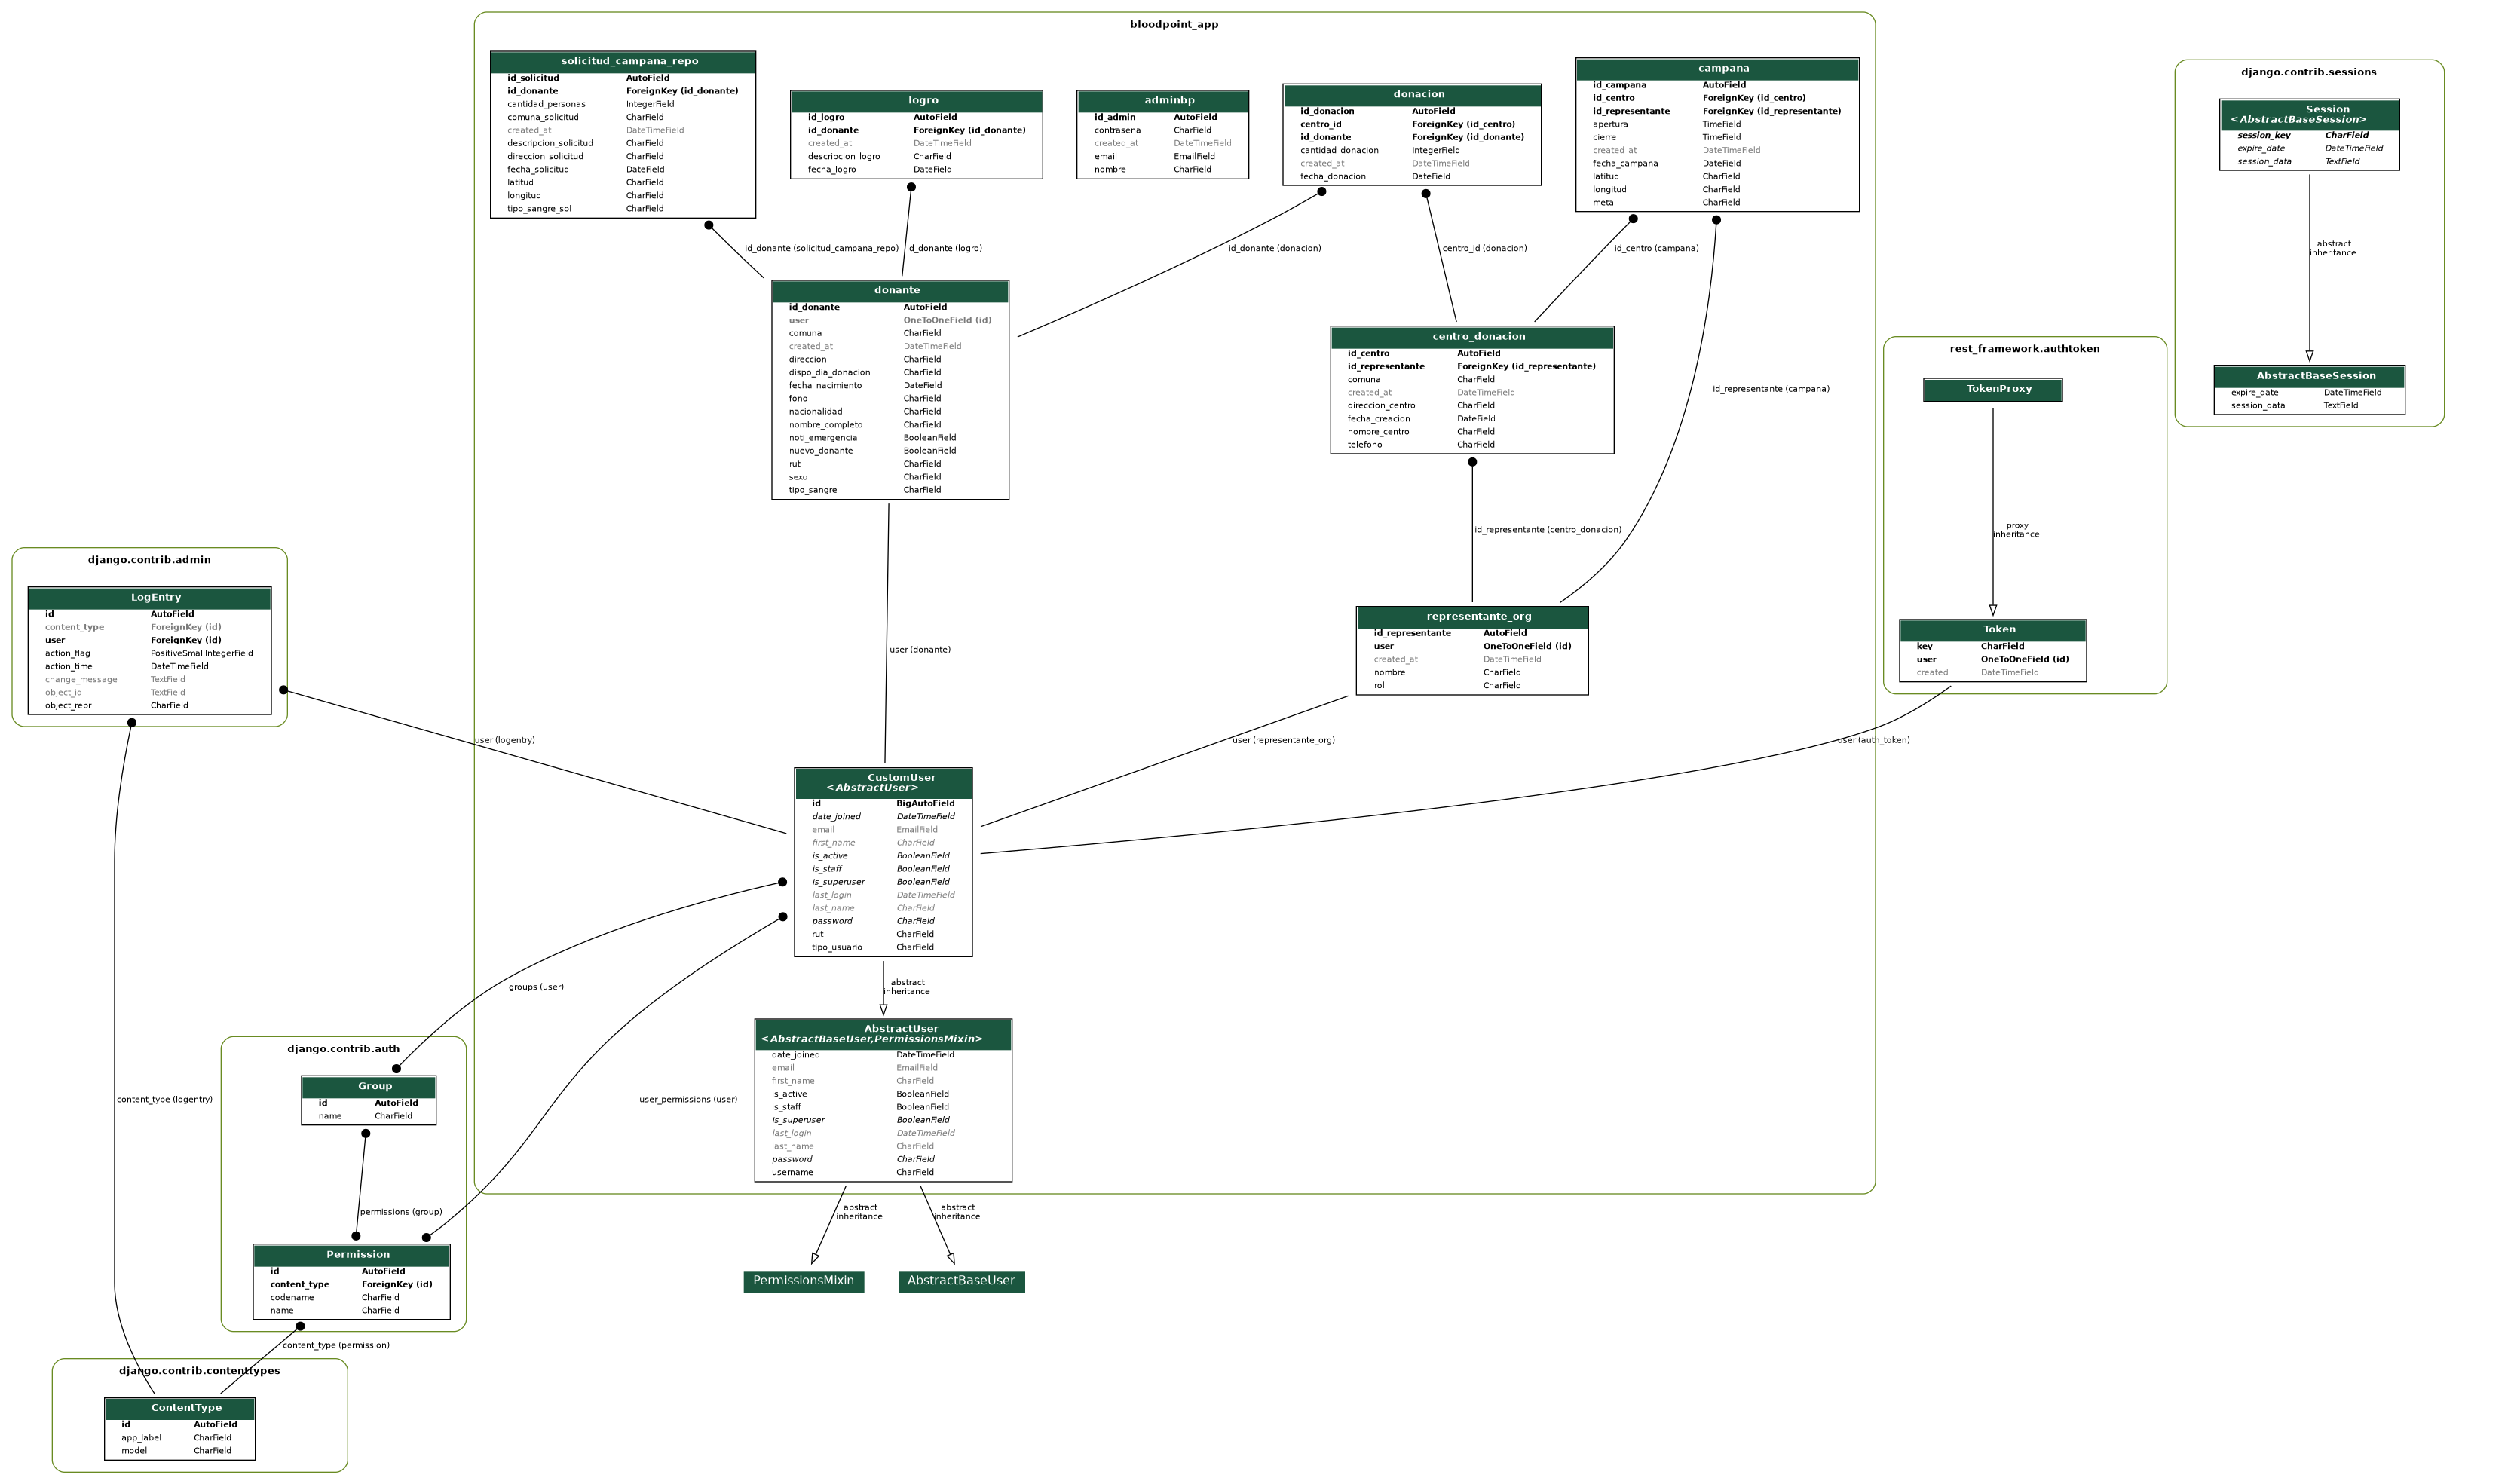 bloodpoint_app
solicitud_campana_repo
id_solicitud AutoField
id_donante ForeignKey (id_donante)
cantidad_personas IntegerField
comuna_solicitud CharField
created_at DateTimeField
descripcion_solicitud CharField
direccion_solicitud CharField
fecha_solicitud DateField
latitud CharField
longitud CharField
tipo_sangre_sol CharField
logro
id_logro AutoField
id_donante ForeignKey (id_donante)
created_at DateTimeField
descripcion_logro CharField
fecha_logro DateField
adminbp
id_admin AutoField
contrasena CharField
created_at DateTimeField
email EmailField
nombre CharField
donacion
id_donacion AutoField
centro_id ForeignKey (id_centro)
id_donante ForeignKey (id_donante)
cantidad_donacion IntegerField
created_at DateTimeField
fecha_donacion DateField
campana
id_campana AutoField
id_centro ForeignKey (id_centro)
id_representante ForeignKey (id_representante)
apertura TimeField
cierre TimeField
created_at DateTimeField
fecha_campana DateField
latitud CharField
longitud CharField
meta CharField
django.contrib.sessions
Session
<AbstractBaseSession>
session_key CharField
expire_date DateTimeField
session_data TextField
abstract
inheritance
AbstractBaseSession
expire_date DateTimeField
session_data TextField
id_donante (solicitud_campana_repo)
id_donante (logro)
id_donante (donacion)
centro_id (donacion)
id_centro (campana)
id_representante (campana)
donante
id_donante AutoField
user OneToOneField (id)
comuna CharField
created_at DateTimeField
direccion CharField
dispo_dia_donacion CharField
fecha_nacimiento DateField
fono CharField
nacionalidad CharField
nombre_completo CharField
noti_emergencia BooleanField
nuevo_donante BooleanField
rut CharField
sexo CharField
tipo_sangre CharField
centro_donacion
id_centro AutoField
id_representante ForeignKey (id_representante)
comuna CharField
created_at DateTimeField
direccion_centro CharField
fecha_creacion DateField
nombre_centro CharField
telefono CharField
rest_framework.authtoken
TokenProxy
proxy
inheritance
Token
key CharField
user OneToOneField (id)
created DateTimeField
id_representante (centro_donacion)
representante_org
id_representante AutoField
user OneToOneField (id)
created_at DateTimeField
nombre CharField
rol CharField
django.contrib.admin
LogEntry
id AutoField
content_type ForeignKey (id)
user ForeignKey (id)
action_flag PositiveSmallIntegerField
action_time DateTimeField
change_message TextField
object_id TextField
object_repr CharField
user (donante)
user (logentry)
user (representante_org)
user (auth_token)
CustomUser
<AbstractUser>
id BigAutoField
date_joined DateTimeField
email EmailField
first_name CharField
is_active BooleanField
is_staff BooleanField
is_superuser BooleanField
last_login DateTimeField
last_name CharField
password CharField
rut CharField
tipo_usuario CharField
groups (user)
abstract
inheritance
AbstractUser
<AbstractBaseUser,PermissionsMixin>
date_joined DateTimeField
email EmailField
first_name CharField
is_active BooleanField
is_staff BooleanField
is_superuser BooleanField
last_login DateTimeField
last_name CharField
password CharField
username CharField
user_permissions (user)
content_type (logentry)
django.contrib.auth
Group
id AutoField
name CharField
permissions (group)
Permission
id AutoField
content_type ForeignKey (id)
codename CharField
name CharField
abstract
inheritance
abstract
inheritance
PermissionsMixin
AbstractBaseUser
content_type (permission)
django.contrib.contenttypes
ContentType
id AutoField
app_label CharField
model CharField